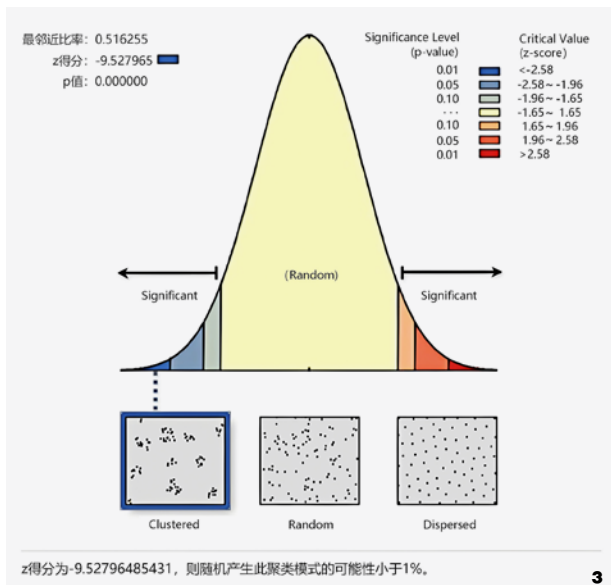 最邻近比率: 0.516255
z得分: -9.527965
p值: 0.000000
Significance Level
(p-value)
Critical Value
(z-score)
0.01 <-2.58
0.05 -2.58~ -1.96
0.10 -1.96~ -1.65
... -1.65~ 1.65
0.10 1.65~ 1.96
0.05 1.96~ 2.58
0.01 >2.58
(Random)
Significant
Significant
Clustered
Random
Dispersed
z得分为-9.52796485431，则随机产生此聚类模式的可能性小于1%。
3